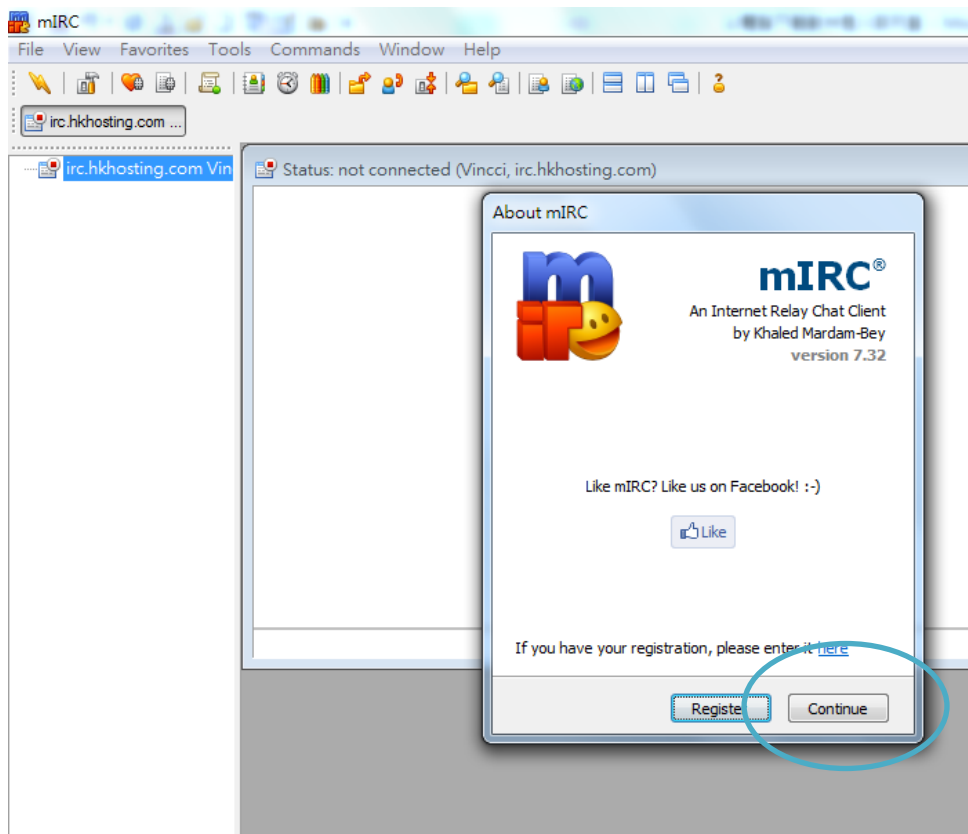 mIRC
File View Favorites Tools Commands Window Help
irc.hkhosting.com ...
irc.hkhosting.com Vin
Status: not connected (Vincci, irc.hkhosting.com)
About mIRC
mIRC®
An Internet Relay Chat Client
by Khaled Mardam-Bey
version 7.32
Like mIRC? Like us on Facebook! :-)
Like
If you have your registration, please enter it here
Register Continue